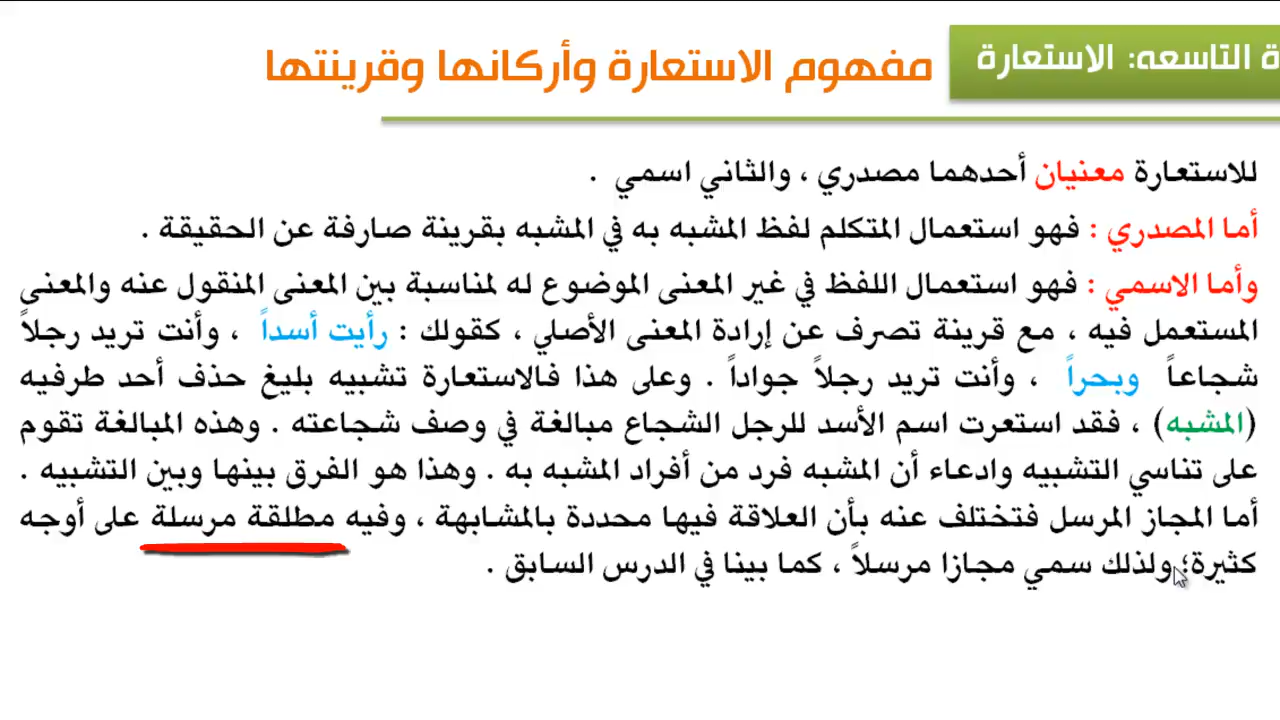 ة التاسعه: الاستعارة
مفهوم الاستعارة وأركانها وقرينتها
للاستعارة معنيان أحدهما مصدري ، والثاني اسمي .
أما المصدري : فهو استعمال المتكلم لفظ المشبه به في المشبه بقرينة صارفة عن الحقيقة .
وأما الاسمي : فهو استعمال اللفظ في غير المعنى الموضوع له لمناسبة بين المعنى المنقول عنه والمعنى
المستعمل فيه ، مع قرينة تصرف عن إرادة المعنى الأصلي ، كقولك : رأيت أسداً ، وأنت تريد رجلاً
شجاعاً وبحراً ، وأنت تريد رجلاً جواداً . وعلى هذا فالاستعارة تشبيه بليغ حذف أحد طرفيه
(المشبه) ، فقد استعرت اسم الأسد للرجل الشجاع مبالغة في وصف شجاعته . وهذه المبالغة تقوم
على تناسي التشبيه وادعاء أن المشبه فرد من أفراد المشبه به . وهذا هو الفرق بينها وبين التشبيه .
أما المجاز المرسل فتختلف عنه بأن العلاقة فيها محددة بالمشابهة ، وفيه مطلقة مرسلة على أوجه
كثيرة؛ ولذلك سمي مجازا مرسلاً ، كما بينا في الدرس السابق .